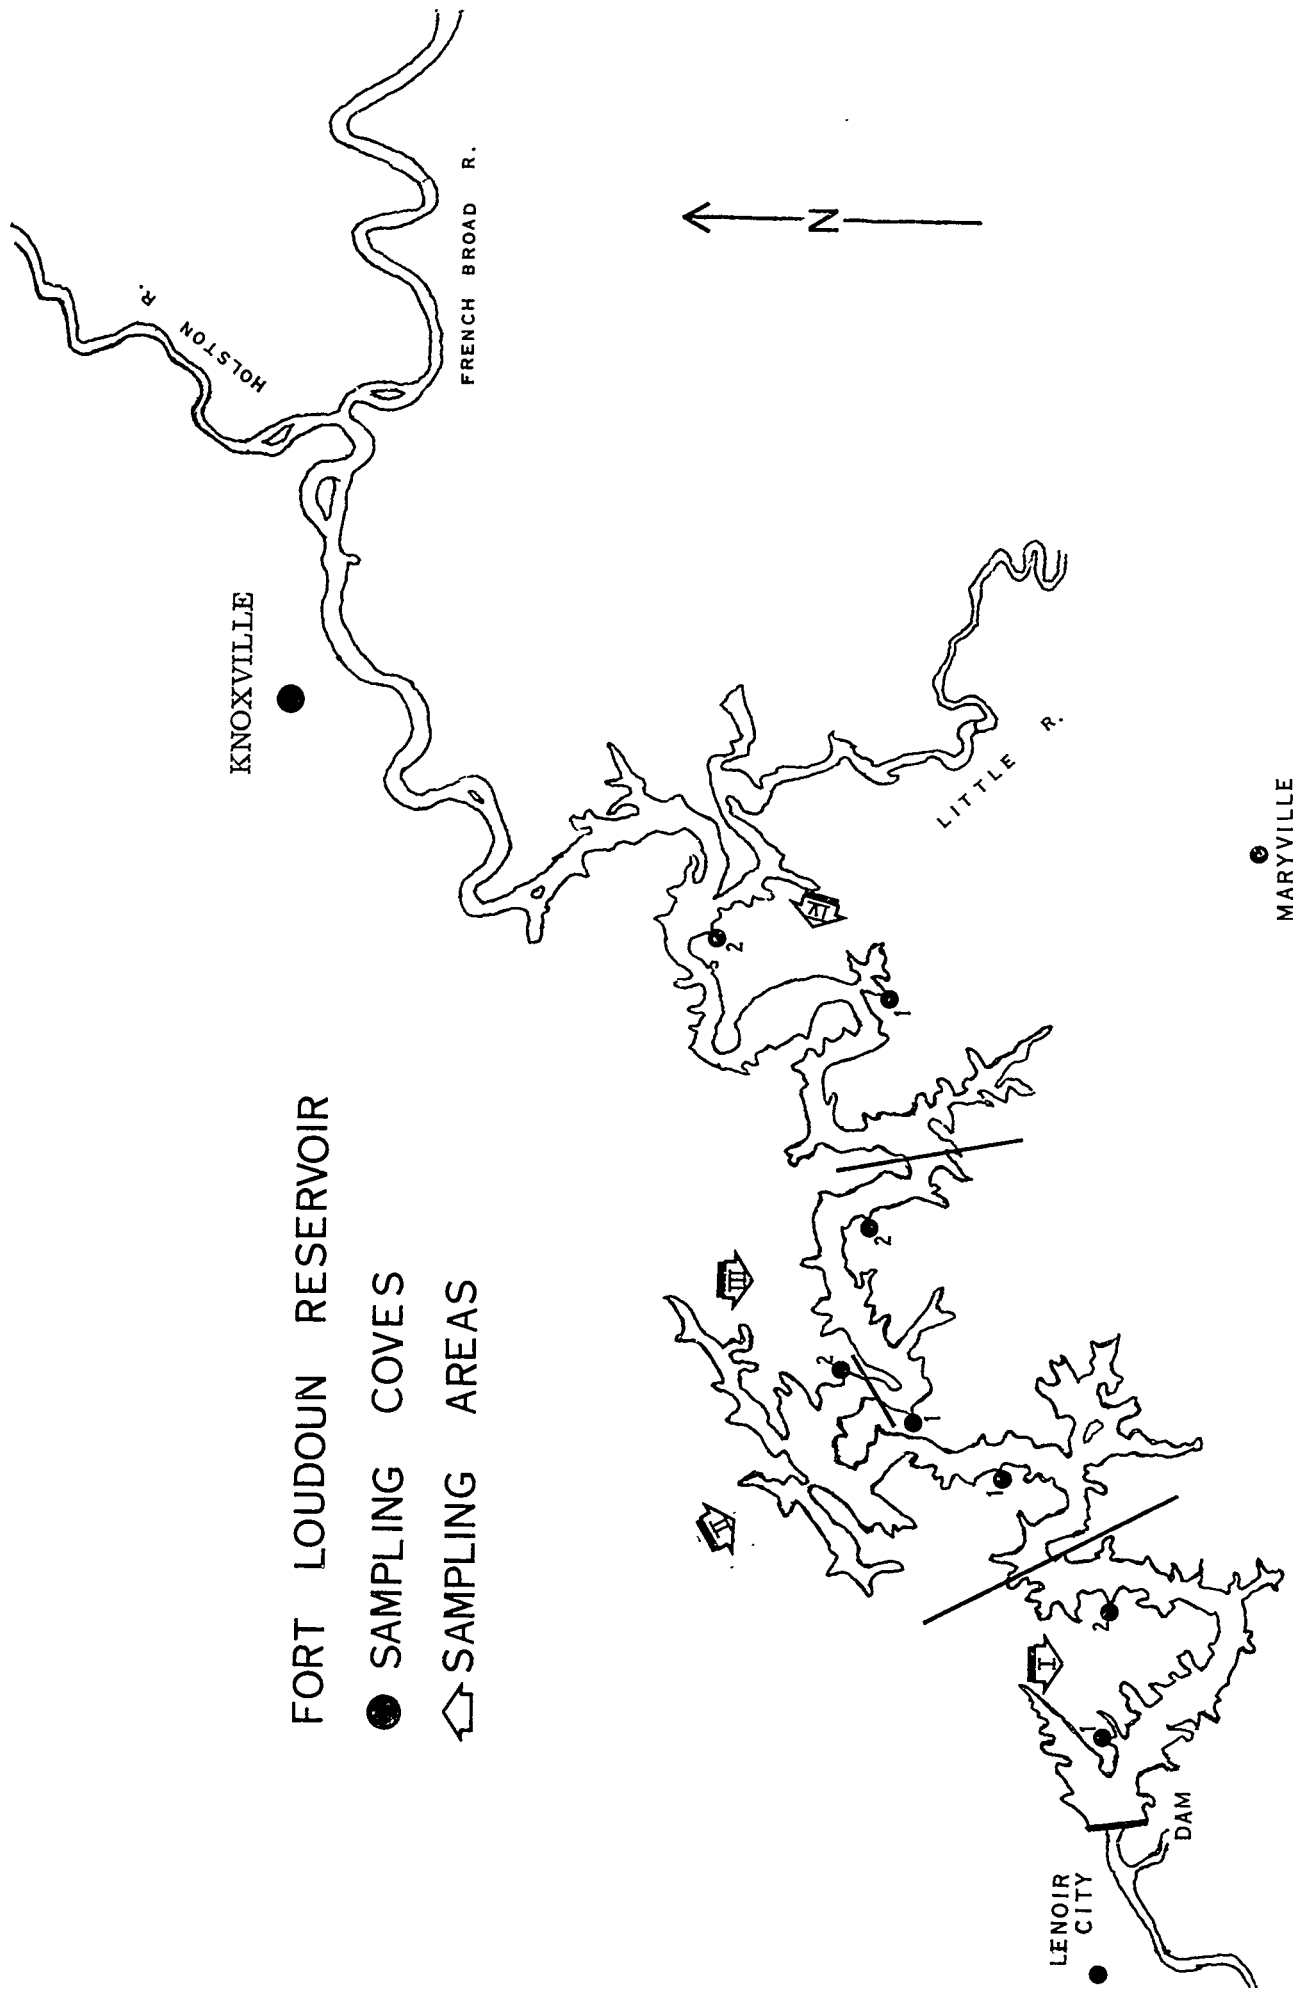 FORT LOUDOUN RESERVOIR
SAMPLING COVES
SAMPLING AREAS
KNOXVILLE
HOLSTON R.
FRENCH BROAD R.
N
LITTLE R.
MARYVILLE
IV
2
1
III
2
2
1
II
1
2
I
1
DAM
LENOIR
CITY